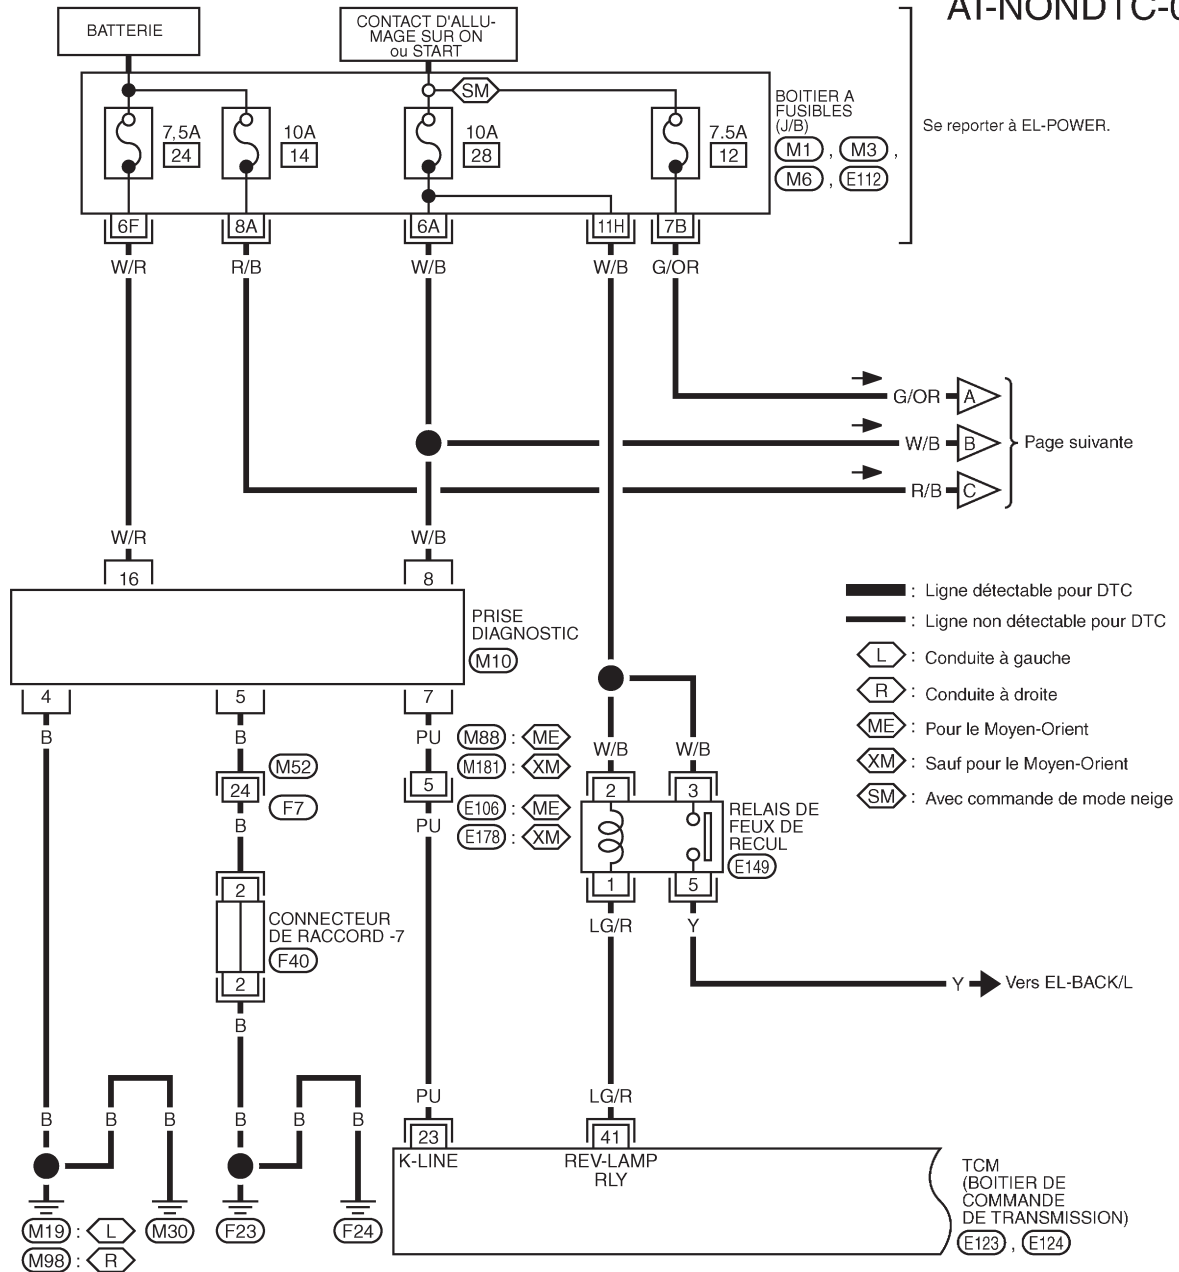 AT-NONDTC-0
BATTERIE
CONTACT D'ALLU-
MAGE SUR ON
ou START
SM
7,5A
24
10A
14
10A
28
7.5A
12
BOITIER A
FUSIBLES
(J/B)
M1 , M3 ,
M6 , E112
Se reporter à EL-POWER.
6F
8A
6A
11H
7B
W/R
R/B
W/B
W/B
G/OR
G/OR
A
W/B
B
R/B
C
Page suivante
W/R
W/B
16
8
PRISE
DIAGNOSTIC
M10
4
5
7
: Ligne détectable pour DTC
: Ligne non détectable pour DTC
L : Conduite à gauche
R : Conduite à droite
ME : Pour le Moyen-Orient
XM : Sauf pour le Moyen-Orient
SM : Avec commande de mode neige
B
B
PU
M88 : ME
M181 : XM
E106 : ME
E178 : XM
M52
24
F7
B
5
PU
W/B
W/B
2
3
RELAIS DE
FEUX DE
RECUL
E149
1
5
LG/R
Y
2
CONNECTEUR
DE RACCORD -7
F40
2
B
Y
Vers EL-BACK/L
PU
LG/R
B
B
B
B
B
B
23
41
K-LINE
REV-LAMP
RLY
TCM
(BOITIER DE
COMMANDE
DE TRANSMISSION)
E123 , E124
M19 : L
M98 : R
M30
F23
F24